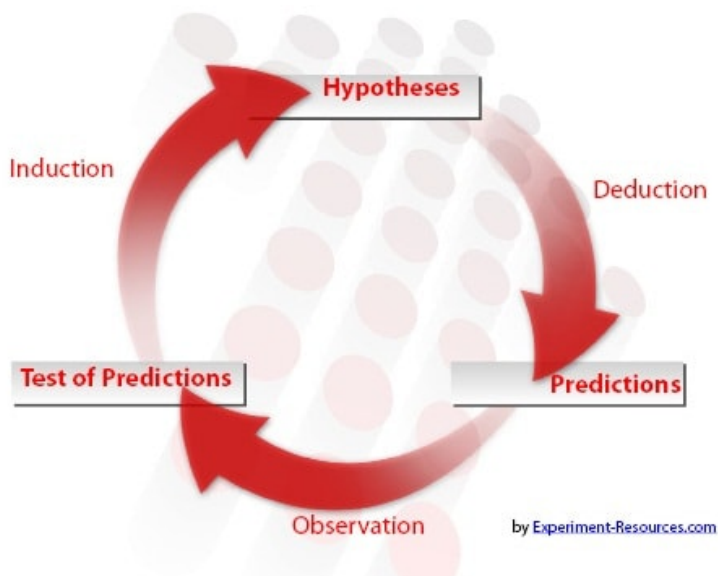 Hypotheses
Induction
Deduction
Test of Predictions
Predictions
Observation
by Experiment-Resources.com